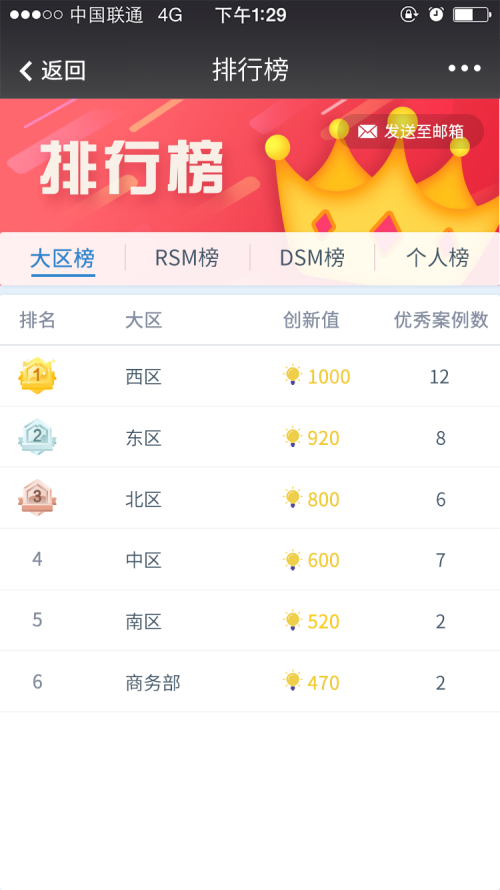 中国联通 4G 下午1:29
返回 排行榜
发送至邮箱
排行榜
大区榜 RSM榜 DSM榜 个人榜
排名 大区 创新值 优秀案例数
1 西区 1000 12
2 东区 920 8
3 北区 800 6
4 中区 600 7
5 南区 520 2
6 商务部 470 2